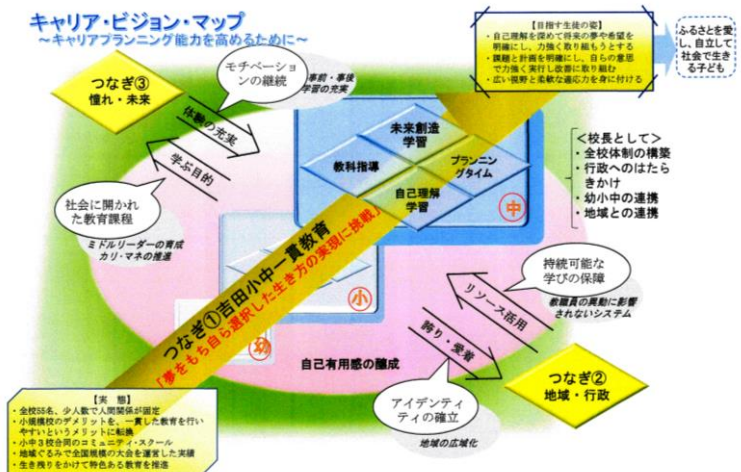 キャリア・ビジョン・マップ
～キャリアプランニング能力を高めるために～
【目指す生徒の姿】
・自己理解を深めて将来の夢や希望を
明確にし、力強く取り組もうとする
・課題と計画を明確にし、自らの意思
で力強く実行し改善に取り組む
・広い視野と柔軟な適応力を身に付ける
ふるさとを愛
し、自立して
社会で生き
る子ども
つなぎ③
憧れ・未来
モチベーショ
ンの継続
事前・事後
学習の充実
体験の充実
学ぶ目的
社会に開かれ
た教育課程
ミドルリーダーの育成
カリ・マネの推進
未来創造
学習
教科指導
プランニン
グタイム
自己理解
学習
中
小
幼
<校長として>
・全校体制の構築
・行政へのはたら
きかけ
・幼小中の連携
・地域との連携
つなぎ①吉田小中一貫教育
「夢をもち自ら選択した生き方の実現に挑戦」
持続可能な
学びの保障
教職員の異動に影響
されないシステム
リソース活用
誇り・愛着
自己有用感の醸成
つなぎ②
地域・行政
アイデンティ
ティの確立
地域の広域化
【実　態】
・全校55名、少人数で人間関係が固定
・小規模校のデメリットを、一貫した教育を行い
やすいというメリットに転換
・小中３校合同のコミュニティ・スクール
・地域ぐるみで全国規模の大会を運営した実績
・生き残りをかけて特色ある教育を推進